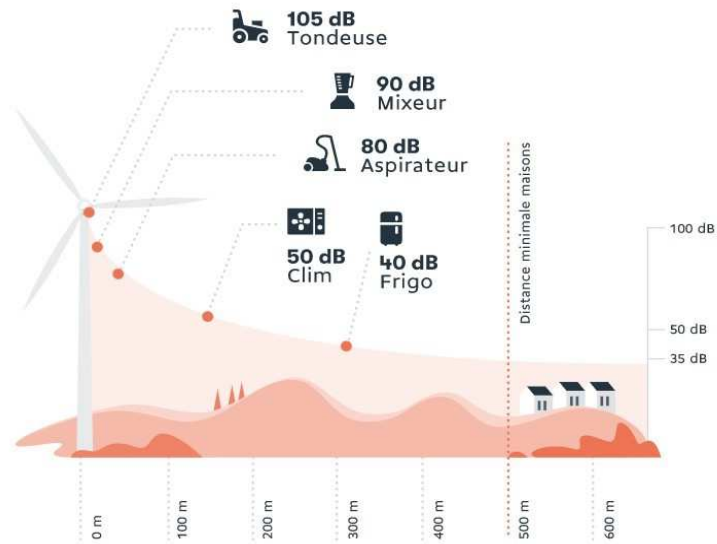 105 dB
Tondeuse
90 dB
Mixeur
80 dB
Aspirateur
50 dB
Clim
40 dB
Frigo
Distance minimale maisons
100 dB
50 dB
35 dB
0 m
100 m
200 m
300 m
400 m
500 m
600 m